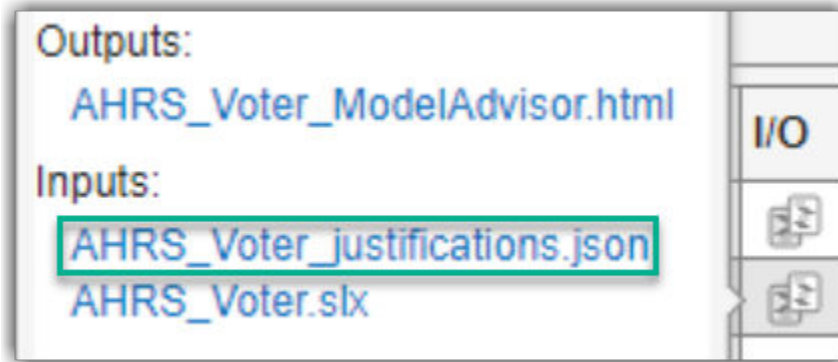 Outputs:
AHRS_Voter_ModelAdvisor.html
I/O
Inputs:
AHRS_Voter_justifications.json
AHRS_Voter.slx